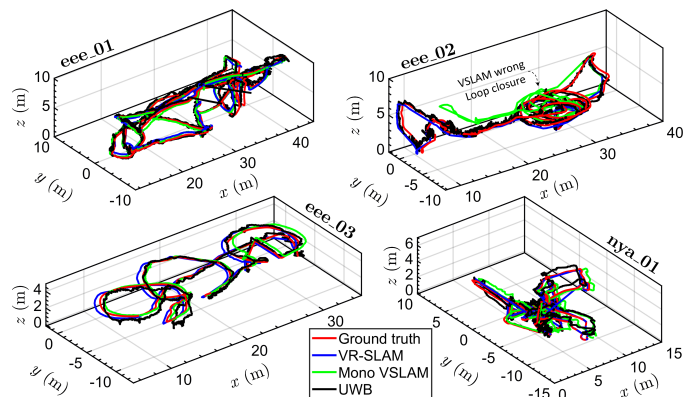 eee_01
10
5
0
z (m)
10
0
-10
y (m)
20
30
40
x (m)
eee_02
VSLAM wrong
Loop closure
10
5
0
z (m)
0
-5
-10
y (m)
10
20
30
40
x (m)
eee_03
4
2
0
z (m)
0
-5
-10
y (m)
10
20
30
x (m)
nya_01
6
4
2
0
z (m)
10
0
-5
-10
-15
y (m)
0
5
10
15
x (m)
Ground truth
VR-SLAM
Mono VSLAM
UWB